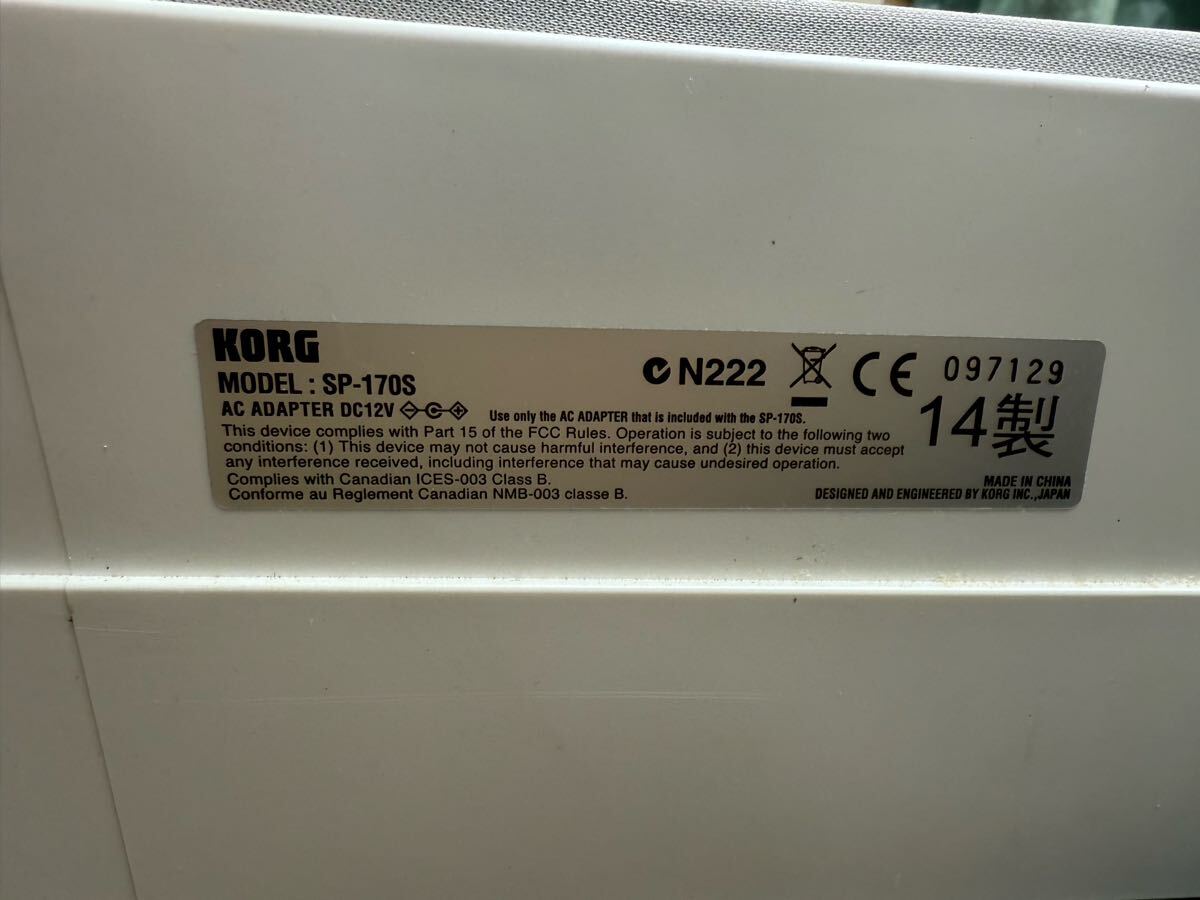 KORG
MODEL : SP-170S
AC ADAPTER DC12V
Use only the AC ADAPTER that is included with the SP-170S.
N222
CE
097129
14製
This device complies with Part 15 of the FCC Rules. Operation is subject to the following two
conditions: (1) This device may not cause harmful interference, and (2) this device must accept
any interference received, including interference that may cause undesired operation.
Complies with Canadian ICES-003 Class B.
Conforme au Reglement Canadien NMB-003 classe B.
MADE IN CHINA
DESIGNED AND ENGINEERED BY KORG INC.,JAPAN